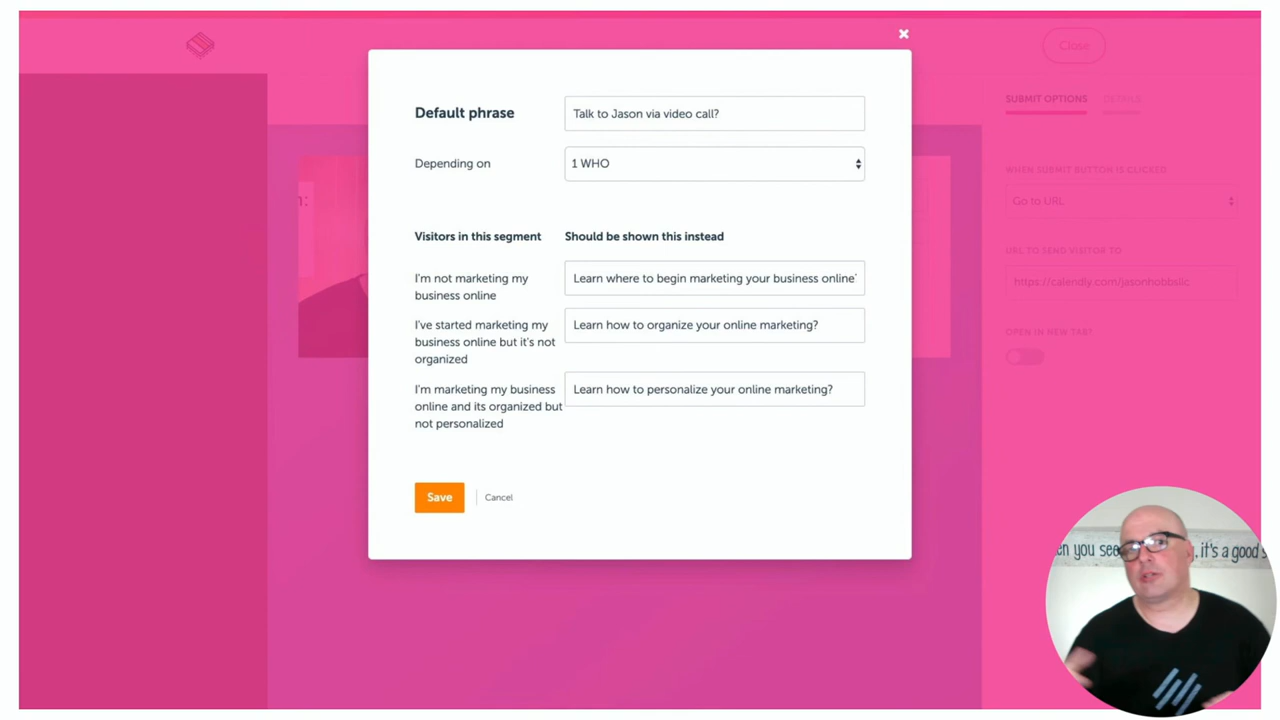 Close
Default phrase
Talk to Jason via video call?
SUBMIT OPTIONS
DETAILS
Depending on
1 WHO
WHEN SUBMIT BUTTON IS CLICKED
Go to URL
Visitors in this segment
Should be shown this instead
URL TO SEND VISITOR TO
I'm not marketing my
business online
Learn where to begin marketing your business online
https://calendly.com/jasonhobbsllc
I've started marketing my
business online but it's not
organized
Learn how to organize your online marketing?
OPEN IN NEW TAB?
I'm marketing my business
online and its organized but
not personalized
Learn how to personalize your online marketing?
Save
Cancel
you see
it's a good